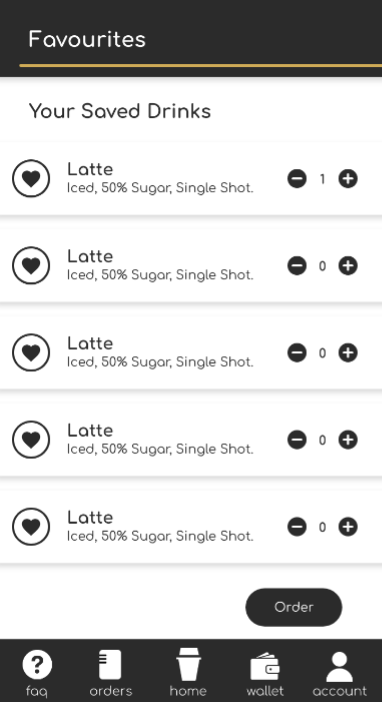 Favourites
Your Saved Drinks
Latte
Iced, 50% Sugar, Single Shot.
1
Latte
Iced, 50% Sugar, Single Shot.
0
Latte
Iced, 50% Sugar, Single Shot.
0
Latte
Iced, 50% Sugar, Single Shot.
0
Latte
Iced, 50% Sugar, Single Shot.
0
Order
?
faq orders home wallet account